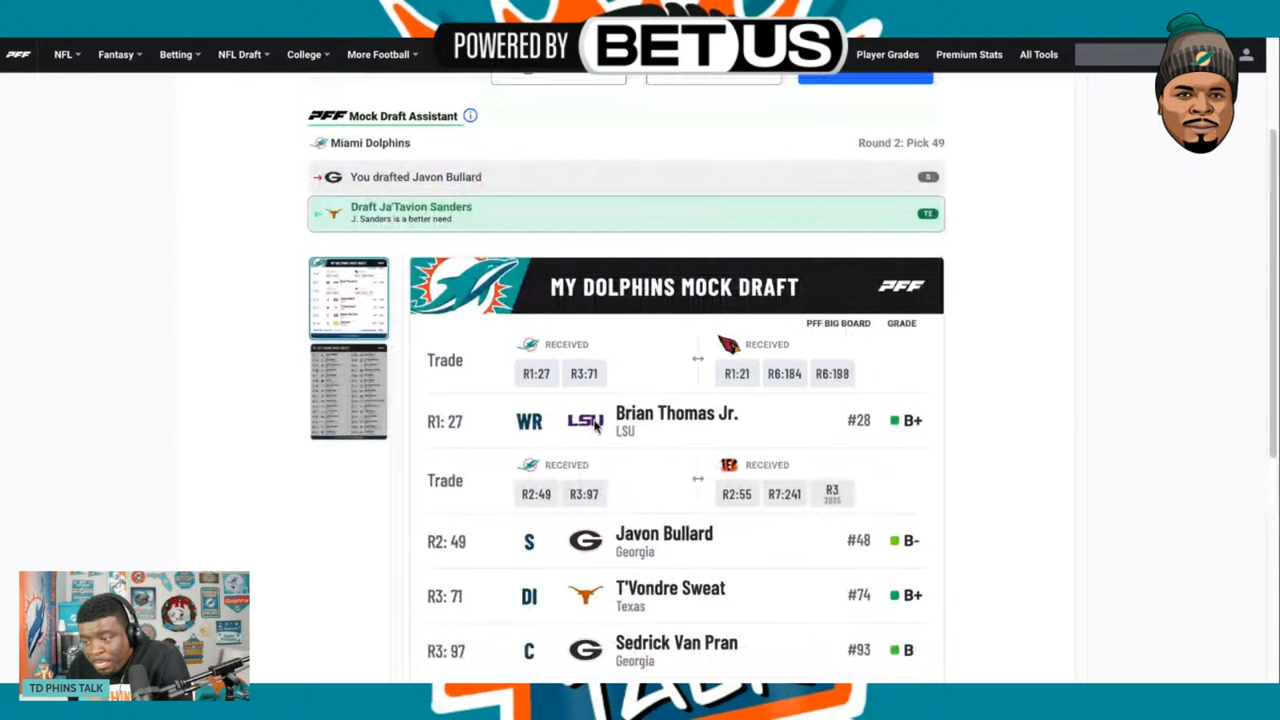 POWERED BY BETUS
PFF NFL Fantasy Betting NFL Draft College More Football Player Grades Premium Stats All Tools
PFF Mock Draft Assistant
Miami Dolphins Round 2: Pick 49
You drafted Javon Bullard S
Draft Ja'Tavion Sanders TE
J. Sanders is a better need
MY DOLPHINS MOCK DRAFT PFF
PFF BIG BOARD GRADE
RECEIVED RECEIVED
Trade R1:27 R3:71 R1:21 R6:184 R6:198
R1: 27 WR LSU Brian Thomas Jr. #28 B+
LSU
RECEIVED RECEIVED
Trade R2:49 R3:97 R2:55 R7:241 R3
2025
R2: 49 S G Javon Bullard #48 B-
Georgia
R3: 71 DI T'Vondre Sweat #74 B+
Texas
R3: 97 C G Sedrick Van Pran #93 B
Georgia
TD PHINS TALK
TALK